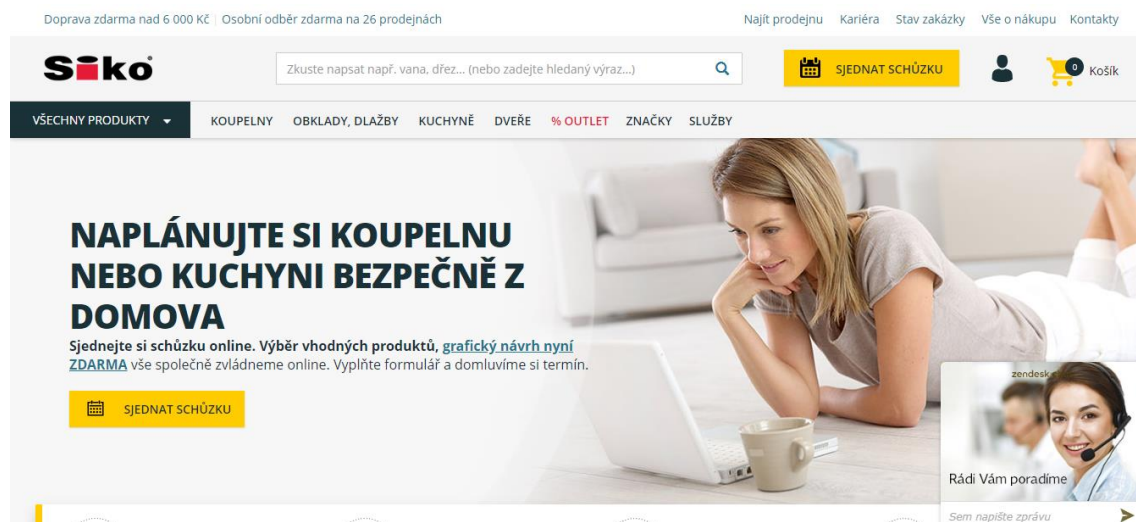 Doprava zdarma nad 6 000 Kč | Osobní odběr zdarma na 26 prodejnách
Najít prodejnu Kariéra Stav zakázky Vše o nákupu Kontakty
Siko
Zkuste napsat např. vana, dřez... (nebo zadejte hledaný výraz...)
SJEDNAT SCHŮZKU
0
Košík
VŠECHNY PRODUKTY
KOUPELNY OBKLADY, DLAŽBY KUCHYNĚ DVEŘE % OUTLET ZNAČKY SLUŽBY
NAPLÁNUJTE SI KOUPELNU
NEBO KUCHYNI BEZPEČNĚ Z
DOMOVA
Sjednejte si schůzku online. Výběr vhodných produktů, grafický návrh nyní
ZDARMA vše společně zvládneme online. Vyplňte formulář a domluvíme si termín.
SJEDNAT SCHŮZKU
zendesk
Rádi Vám poradíme
Sem napište zprávu